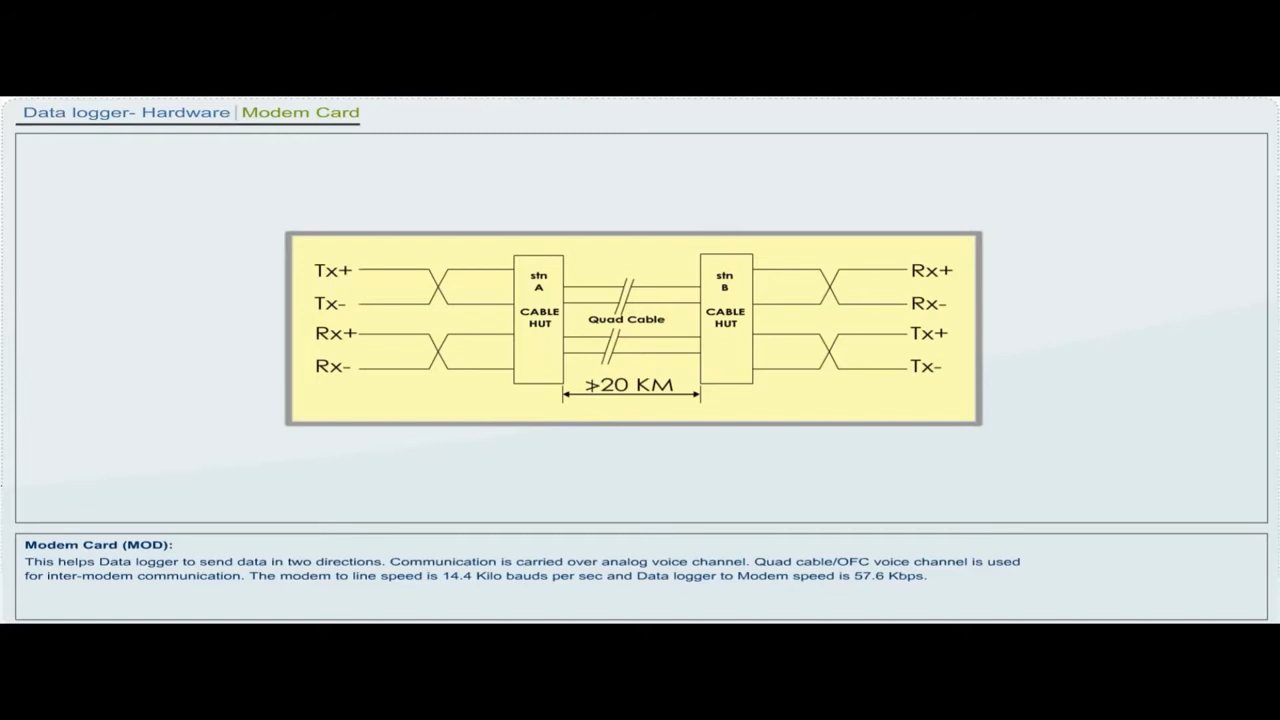 Data logger- Hardware | Modem Card
Tx+
Tx-
Rx+
Rx-
stn
A
CABLE
HUT
Quad Cable
≯20 KM
stn
B
CABLE
HUT
Rx+
Rx-
Tx+
Tx-
Modem Card (MOD):
This helps Data logger to send data in two directions. Communication is carried over analog voice channel. Quad cable/OFC voice channel is used
for inter-modem communication. The modem to line speed is 14.4 Kilo bauds per sec and Data logger to Modem speed is 57.6 Kbps.